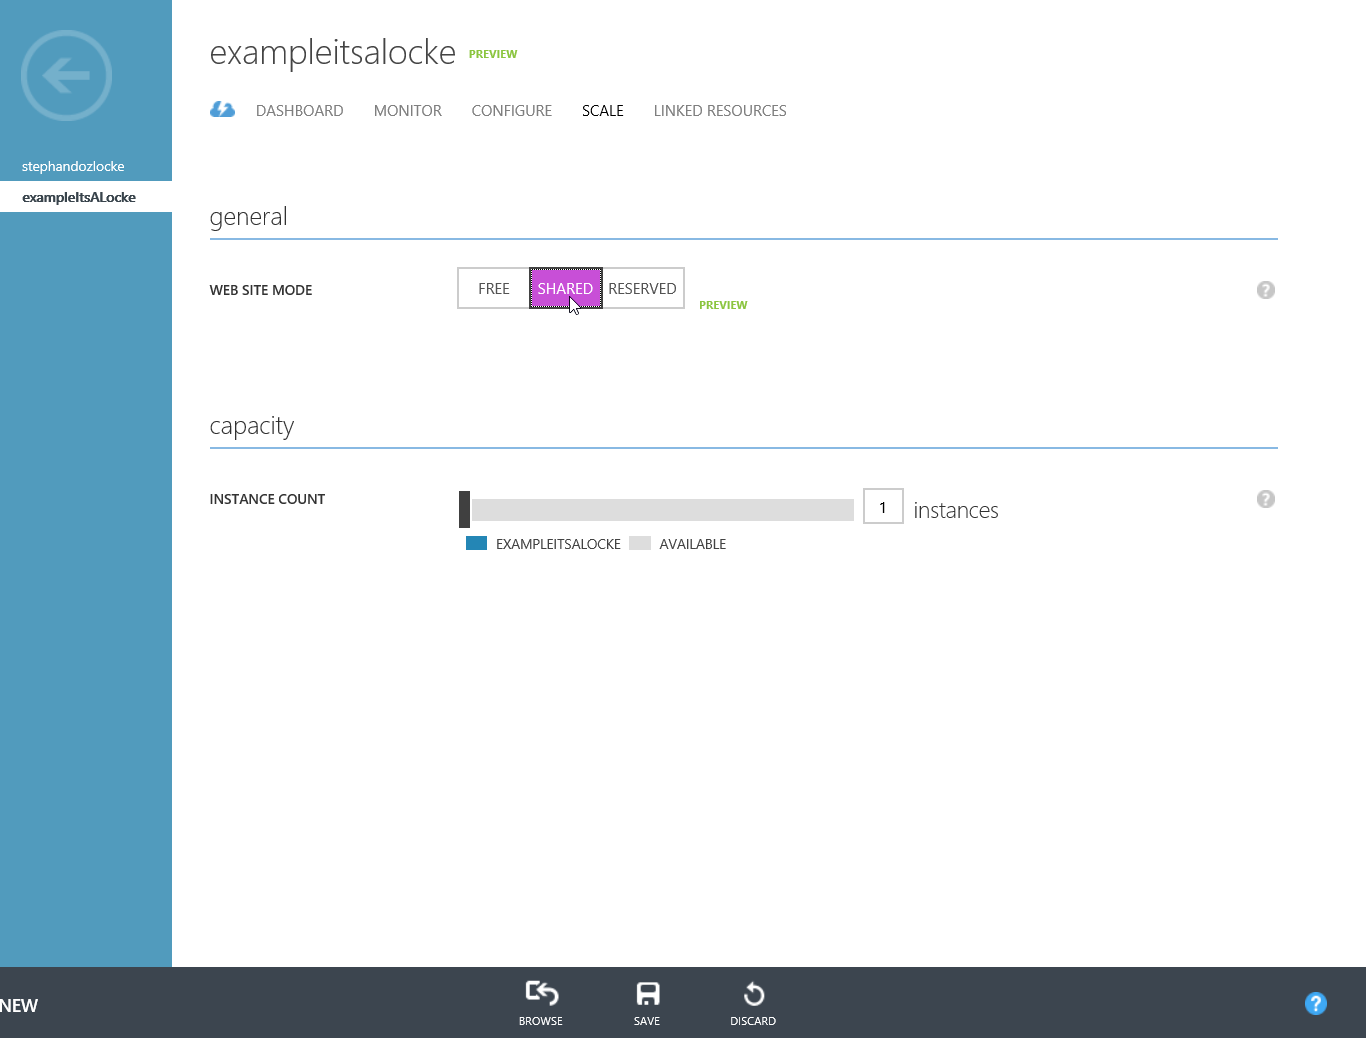 exampleitsalocke PREVIEW
DASHBOARD MONITOR CONFIGURE SCALE LINKED RESOURCES
stephandozlocke
exampleItsALocke
general
WEB SITE MODE FREE SHARED RESERVED PREVIEW ?
capacity
INSTANCE COUNT 1 instances ?
EXAMPLEITSALOCKE AVAILABLE
NEW BROWSE SAVE DISCARD ?